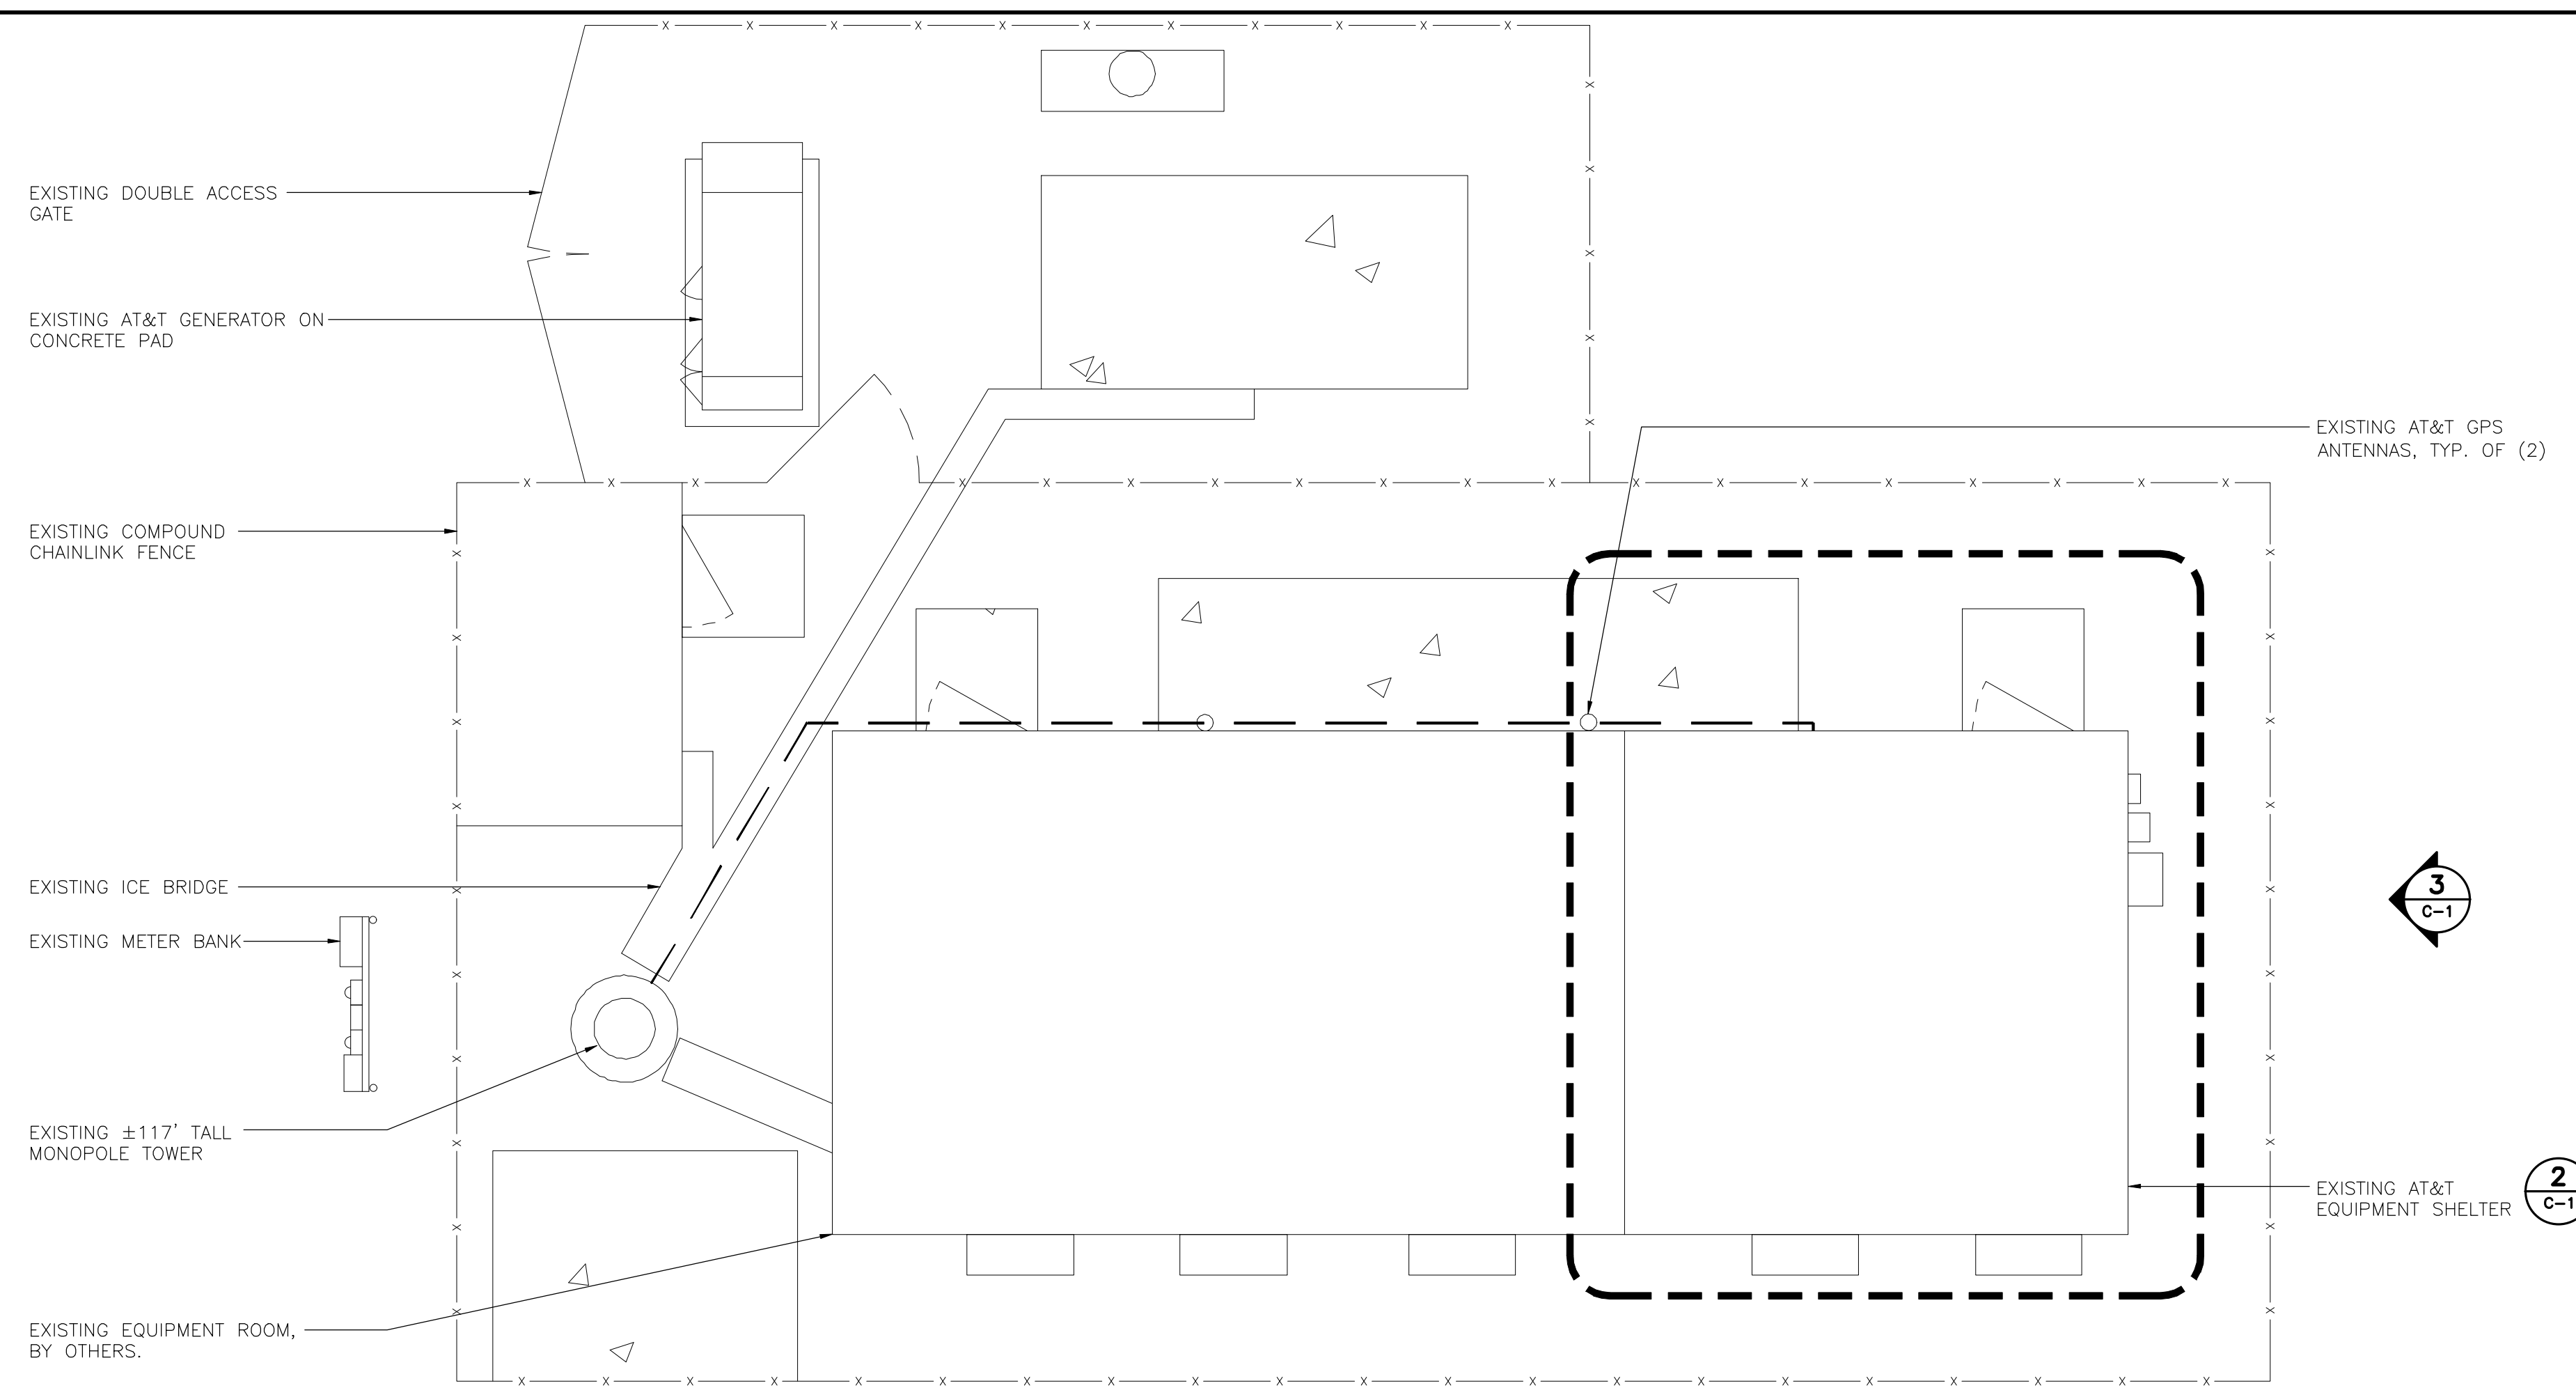 EXISTING DOUBLE ACCESS
GATE
EXISTING AT&T GENERATOR ON
CONCRETE PAD
EXISTING AT&T GPS
ANTENNAS, TYP. OF (2)
EXISTING COMPOUND
CHAINLINK FENCE
EXISTING ICE BRIDGE
3
C-1
EXISTING METER BANK
EXISTING ±117' TALL
MONOPOLE TOWER
EXISTING AT&T
EQUIPMENT SHELTER
2
C-1
EXISTING EQUIPMENT ROOM,
BY OTHERS.